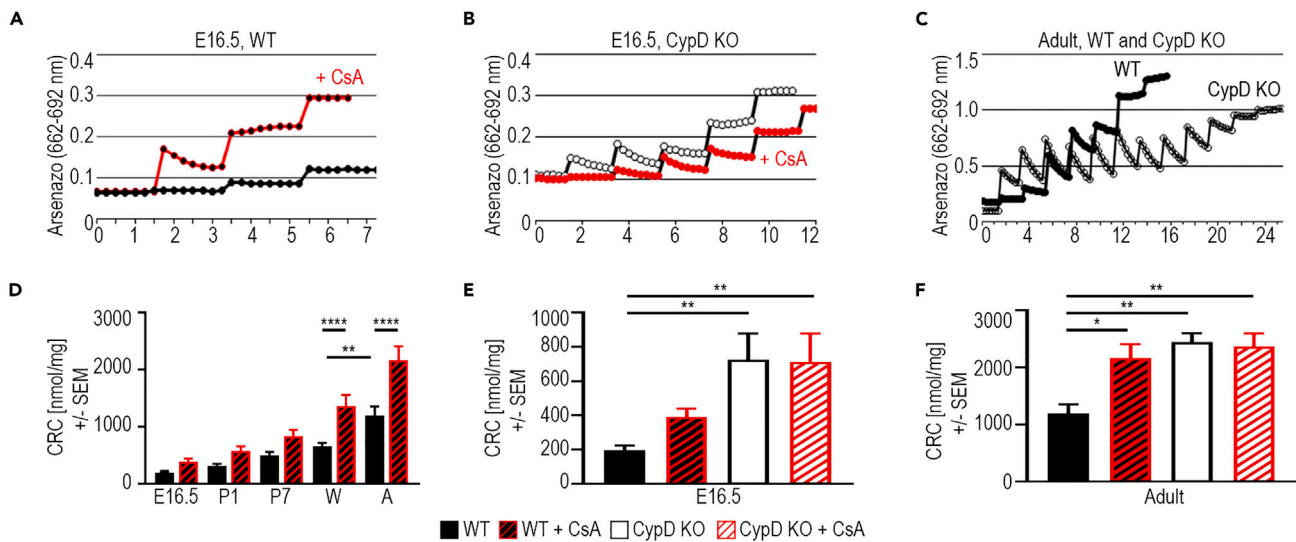 A
E16.5, WT
Arsenazo (662-692 nm)
0.4
0.3
0.2
0.1
0
+ CsA
0 1 2 3 4 5 6 7
B
E16.5, CypD KO
Arsenazo (662-692 nm)
0.4
0.3
0.2
0.1
0
+ CsA
0 2 4 6 8 10 12
C
Adult, WT and CypD KO
Arsenazo (662-692 nm)
1.5
1.0
0.5
0
WT
CypD KO
0 4 8 12 16 20 24
D
CRC [nmol/mg]
+/- SEM
3000
2000
1000
0
****
**
****
E16.5 P1 P7 W A
E
CRC [nmol/mg]
+/- SEM
1000
800
600
400
200
0
**
**
E16.5
F
CRC [nmol/mg]
+/- SEM
3000
2000
1000
0
**
**
*
Adult
WT WT + CsA CypD KO CypD KO + CsA